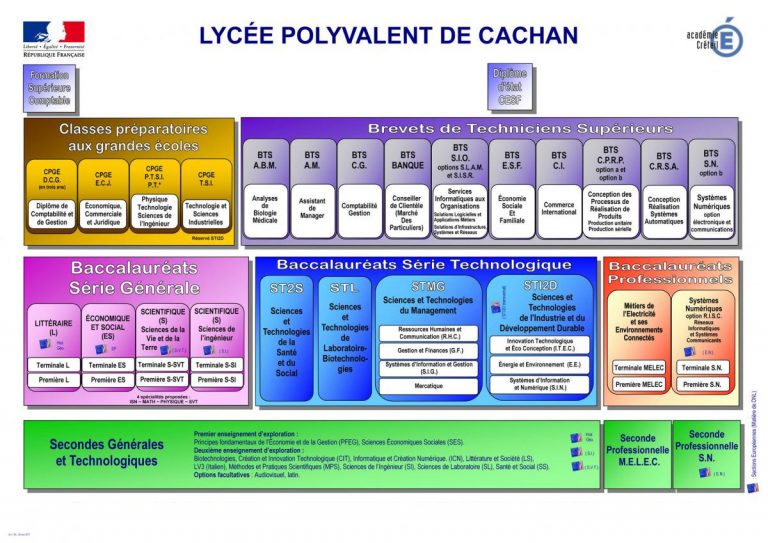 LYCÉE POLYVALENT DE CACHAN
Liberté • Égalité • Fraternité
RÉPUBLIQUE FRANÇAISE
académie
Créteil
Formation
Supérieure
Comptable
Diplôme
d'état
CESF
Classes préparatoires
aux grandes écoles
CPGE
D.C.G.
(en trois ans)
Diplôme de
Comptabilité et
de Gestion
CPGE
E.C.J.
Économique,
Commerciale
et Juridique
CPGE
P.T.S.I.
P.T.*
Physique
Technologie
Sciences de
l'Ingénieur
CPGE
T.S.I.
Technologie et
Sciences
Industrielles
Réservé STI2D
Brevets de Techniciens Supérieurs
BTS
A.B.M.
Analyses
de
Biologie
Médicale
BTS
A.M.
Assistant
de
Manager
BTS
C.G.
Comptabilité
Gestion
BTS
BANQUE
Conseiller
de Clientèle
(Marché
Des
Particuliers)
BTS
S.I.O.
options S.L.A.M.
et S.I.S.R.
Services
Informatiques aux
Organisations
Solutions Logicielles et
Applications Métiers
Solutions d'Infrastructure,
Systèmes et Réseaux
BTS
E.S.F.
Économie
Sociale
Et
Familiale
BTS
C.I.
Commerce
International
BTS
C.P.R.P.
option a et
option b
Conception des
Processus de
Réalisation de
Produits
Production unitaire
Production sérielle
BTS
C.R.S.A.
Conception
Réalisation
Systèmes
Automatiques
BTS
S.N.
option b
Systèmes
Numériques
option
électronique et
communications
Baccalauréats
Série Générale
LITTÉRAIRE
(L)
Terminale L
Première L
ÉCONOMIQUE
ET SOCIAL
(ES)
Terminale ES
Première ES
SCIENTIFIQUE
(S)
Sciences de la
Vie et de la
Terre
(S.V.T.)
Terminale S-SVT
Première S-SVT
SCIENTIFIQUE
(S)
Sciences de
l'ingénieur
(S.I.)
Terminale S-SI
Première S-SI
4 spécialités proposées :
ISN – MATH – PHYSIQUE – SVT
Baccalauréats Série Technologique
ST2S
Sciences
et
Technologies
de la
Santé
et du
Social
STL
Sciences
et
Technologies
de
Laboratoire-
Biotechnolo-
gies
STMG
Sciences et Technologies
du Management
Ressources Humaines et
Communication (R.H.C.)
Gestion et Finances (G.F.)
Systèmes d'Information et Gestion
(S.I.G.)
Mercatique
STI2D
Sciences et
Technologies
de l'Industrie et du
Développement Durable
Innovation Technologique
et Éco Conception (I.T.E.C.)
Énergie et Environnement (E.E.)
Systèmes d'Information
et Numérique (S.I.N.)
Baccalauréats
Professionnels
Métiers de
l'Electricité
et ses
Environnements
Connectés
Terminale MELEC
Première MELEC
Systèmes
Numériques
option R.I.S.C.
Réseaux
Informatiques
et Systèmes
Communicants
(S.N.)
Terminale S.N.
Première S.N.
Secondes Générales
et Technologiques
Premier enseignement d'exploration :
Principes fondamentaux de l'Économie et de la Gestion (PFEG), Sciences Économiques Sociales (SES).
Deuxième enseignement d'exploration :
Biotechnologies, Création et Innovation Technologique (CIT), Informatique et Création Numérique. (ICN), Littérature et Société (LS),
LV3 (Italien), Méthodes et Pratiques Scientifiques (MPS), Sciences de l'Ingénieur (SI), Sciences de Laboratoire (SL), Santé et Social (SS).
Options facultatives : Audiovisuel, latin.
(S.I.)
(S.V.T.)
Seconde
Professionnelle
M.E.L.E.C.
Seconde
Professionnelle
S.N.
(S.N.)
- Sections Européennes (Matière de DNL)